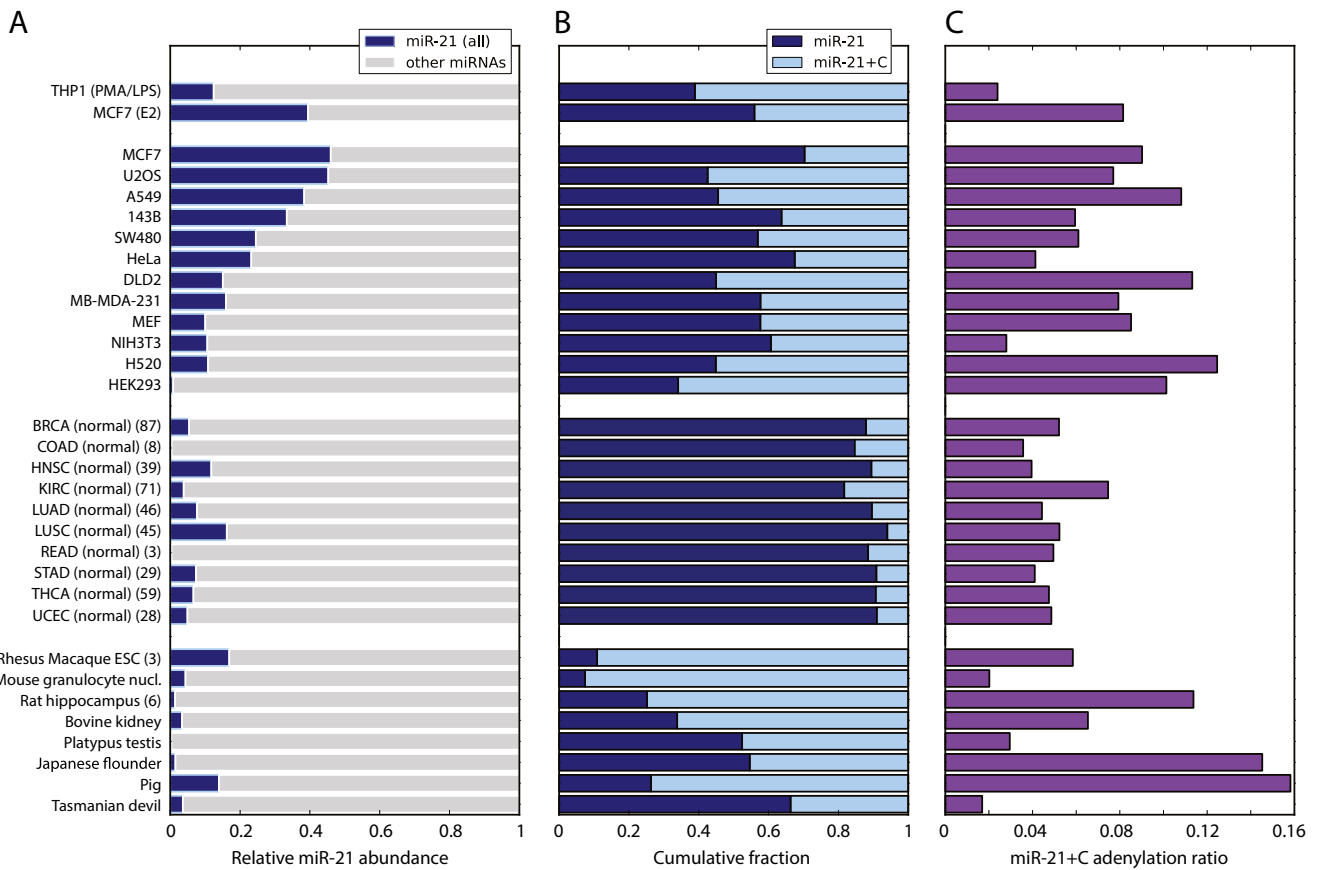 A
B
C
miR-21 (all)
other miRNAs
miR-21
miR-21+C
THP1 (PMA/LPS)
MCF7 (E2)
MCF7
U2OS
A549
143B
SW480
HeLa
DLD2
MB-MDA-231
MEF
NIH3T3
H520
HEK293
BRCA (normal) (87)
COAD (normal) (8)
HNSC (normal) (39)
KIRC (normal) (71)
LUAD (normal) (46)
LUSC (normal) (45)
READ (normal) (3)
STAD (normal) (29)
THCA (normal) (59)
UCEC (normal) (28)
Rhesus Macaque ESC (3)
Mouse granulocyte nucl.
Rat hippocampus (6)
Bovine kidney
Platypus testis
Japanese flounder
Pig
Tasmanian devil
0 0.2 0.4 0.6 0.8 1
0 0.2 0.4 0.6 0.8 1
0 0.04 0.08 0.12 0.16
Relative miR-21 abundance
Cumulative fraction
miR-21+C adenylation ratio